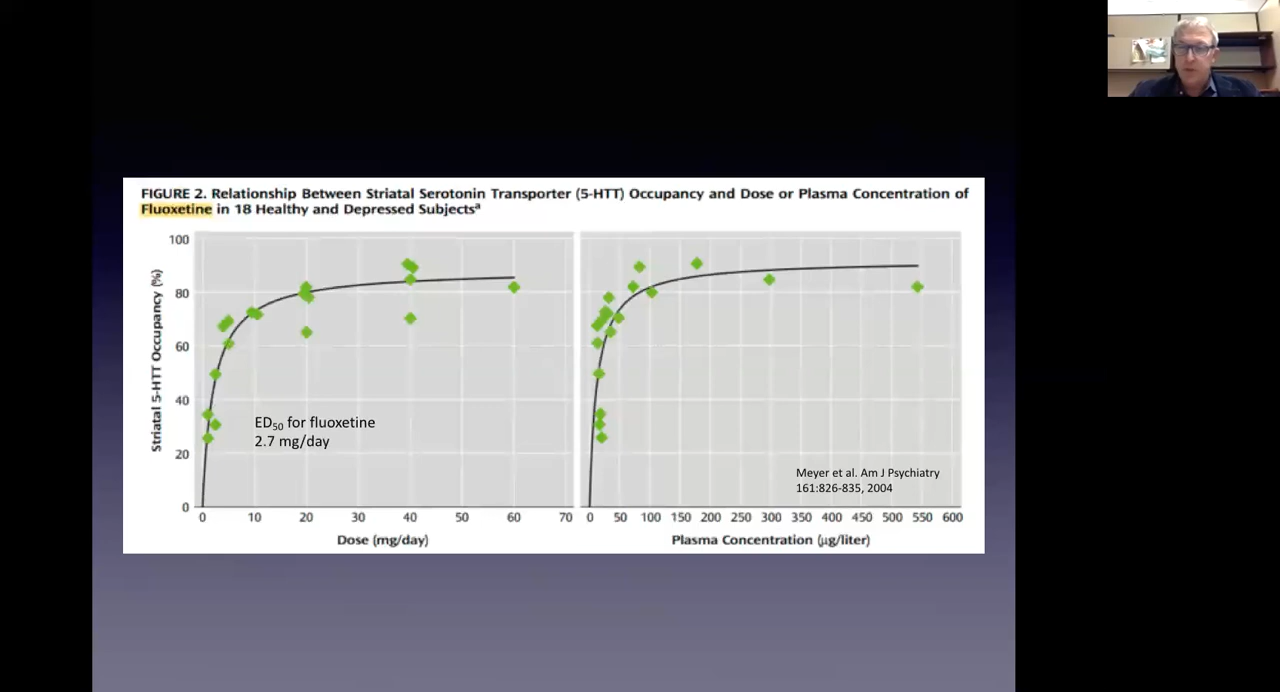 FIGURE 2. Relationship Between Striatal Serotonin Transporter (5-HTT) Occupancy and Dose or Plasma Concentration of
Fluoxetine in 18 Healthy and Depressed Subjectsª
Striatal 5-HTT Occupancy (%)
100
80
60
40
20
0
ED₅₀ for fluoxetine
2.7 mg/day
0 10 20 30 40 50 60 70
Dose (mg/day)
Meyer et al. Am J Psychiatry
161:826-835, 2004
0 50 100 150 200 250 300 350 400 450 500 550 600
Plasma Concentration (μg/liter)